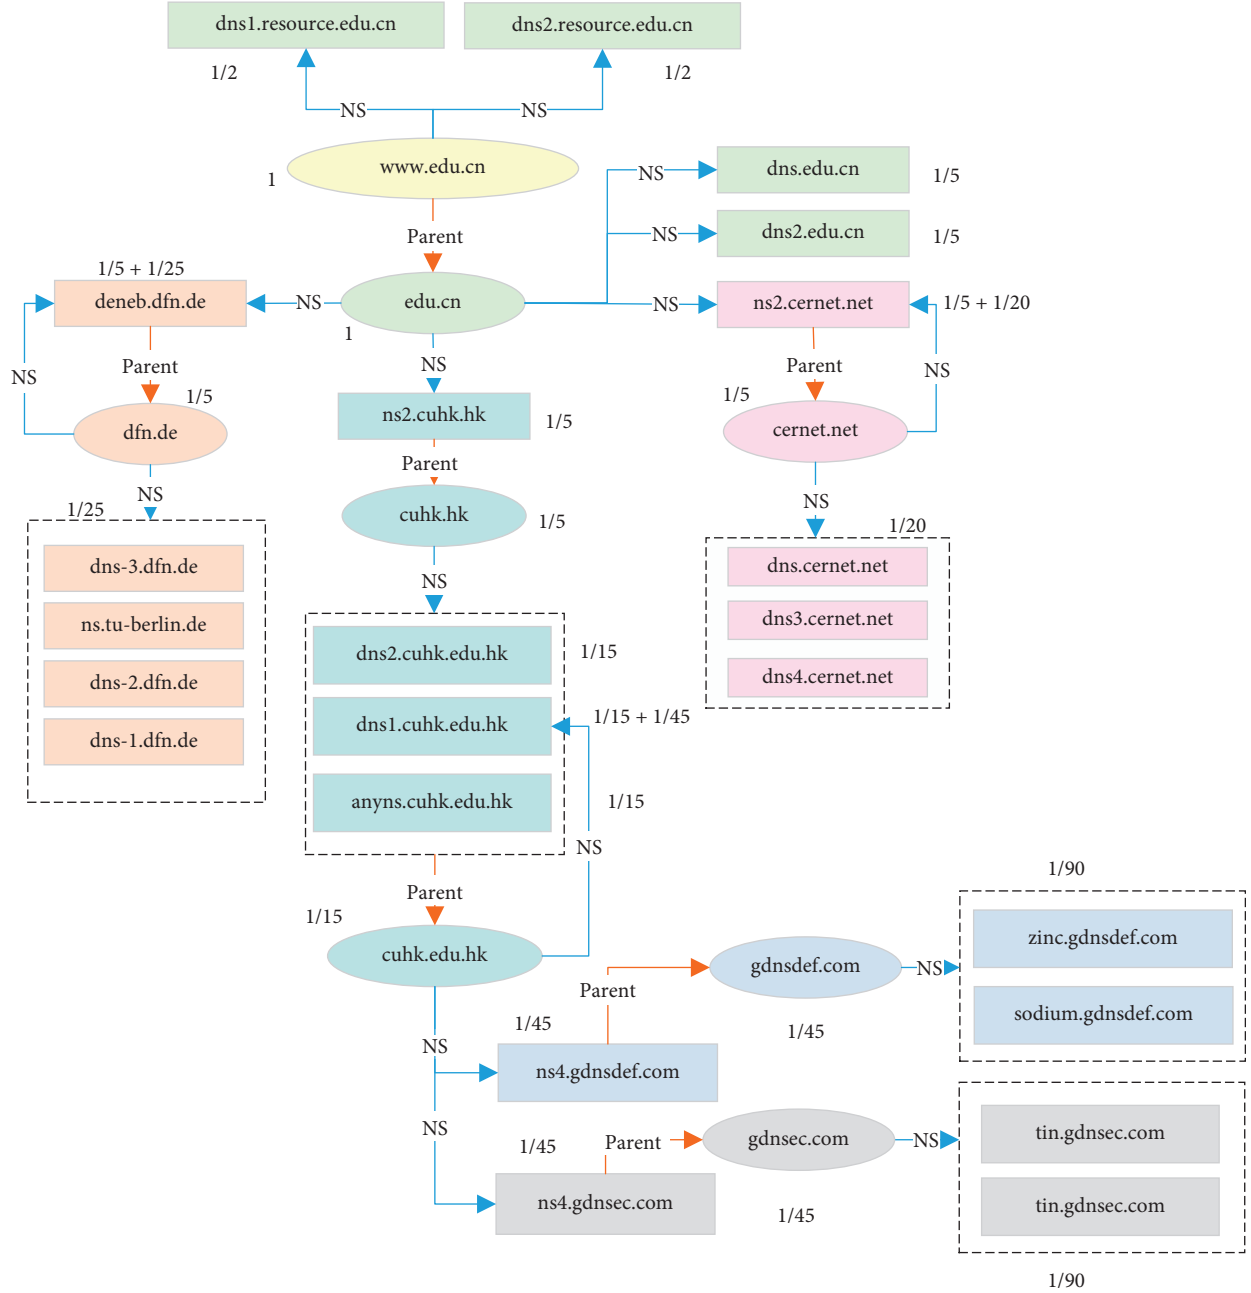 dns1.resource.edu.cn
dns2.resource.edu.cn
1/2
1/2
NS
NS
www.edu.cn
1
Parent
NS
dns.edu.cn
1/5
NS
dns2.edu.cn
1/5
1/5 + 1/25
deneb.dfn.de
NS
edu.cn
1
NS
ns2.cernet.net
1/5 + 1/20
Parent
NS
dfn.de
1/5
NS
ns2.cuhk.hk
1/5
Parent
NS
cernet.net
1/5
Parent
cuhk.hk
1/5
NS
1/25
dns-3.dfn.de
ns.tu-berlin.de
dns-2.dfn.de
dns-1.dfn.de
NS
1/20
dns.cernet.net
dns3.cernet.net
dns4.cernet.net
NS
dns2.cuhk.edu.hk
1/15
dns1.cuhk.edu.hk
1/15 + 1/45
anyns.cuhk.edu.hk
1/15
NS
Parent
1/15
cuhk.edu.hk
NS
1/45
ns4.gdnsdef.com
Parent
gdnsdef.com
1/45
NS
1/90
zinc.gdnsdef.com
sodium.gdnsdef.com
NS
1/45
ns4.gdnsec.com
Parent
gdnsec.com
1/45
NS
tin.gdnsec.com
tin.gdnsec.com
1/90